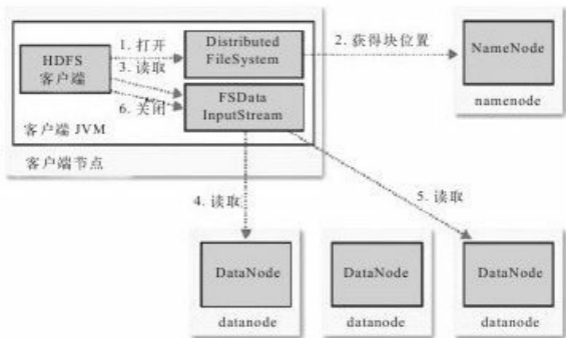 1. 打开
Distributed
FileSystem
2. 获得块位置
NameNode
HDFS
客户端
3. 读取
FSData
InputStream
6. 关闭
namenode
客户端 JVM
客户端节点
4. 读取
5. 读取
DataNode
DataNode
DataNode
datanode
datanode
datanode